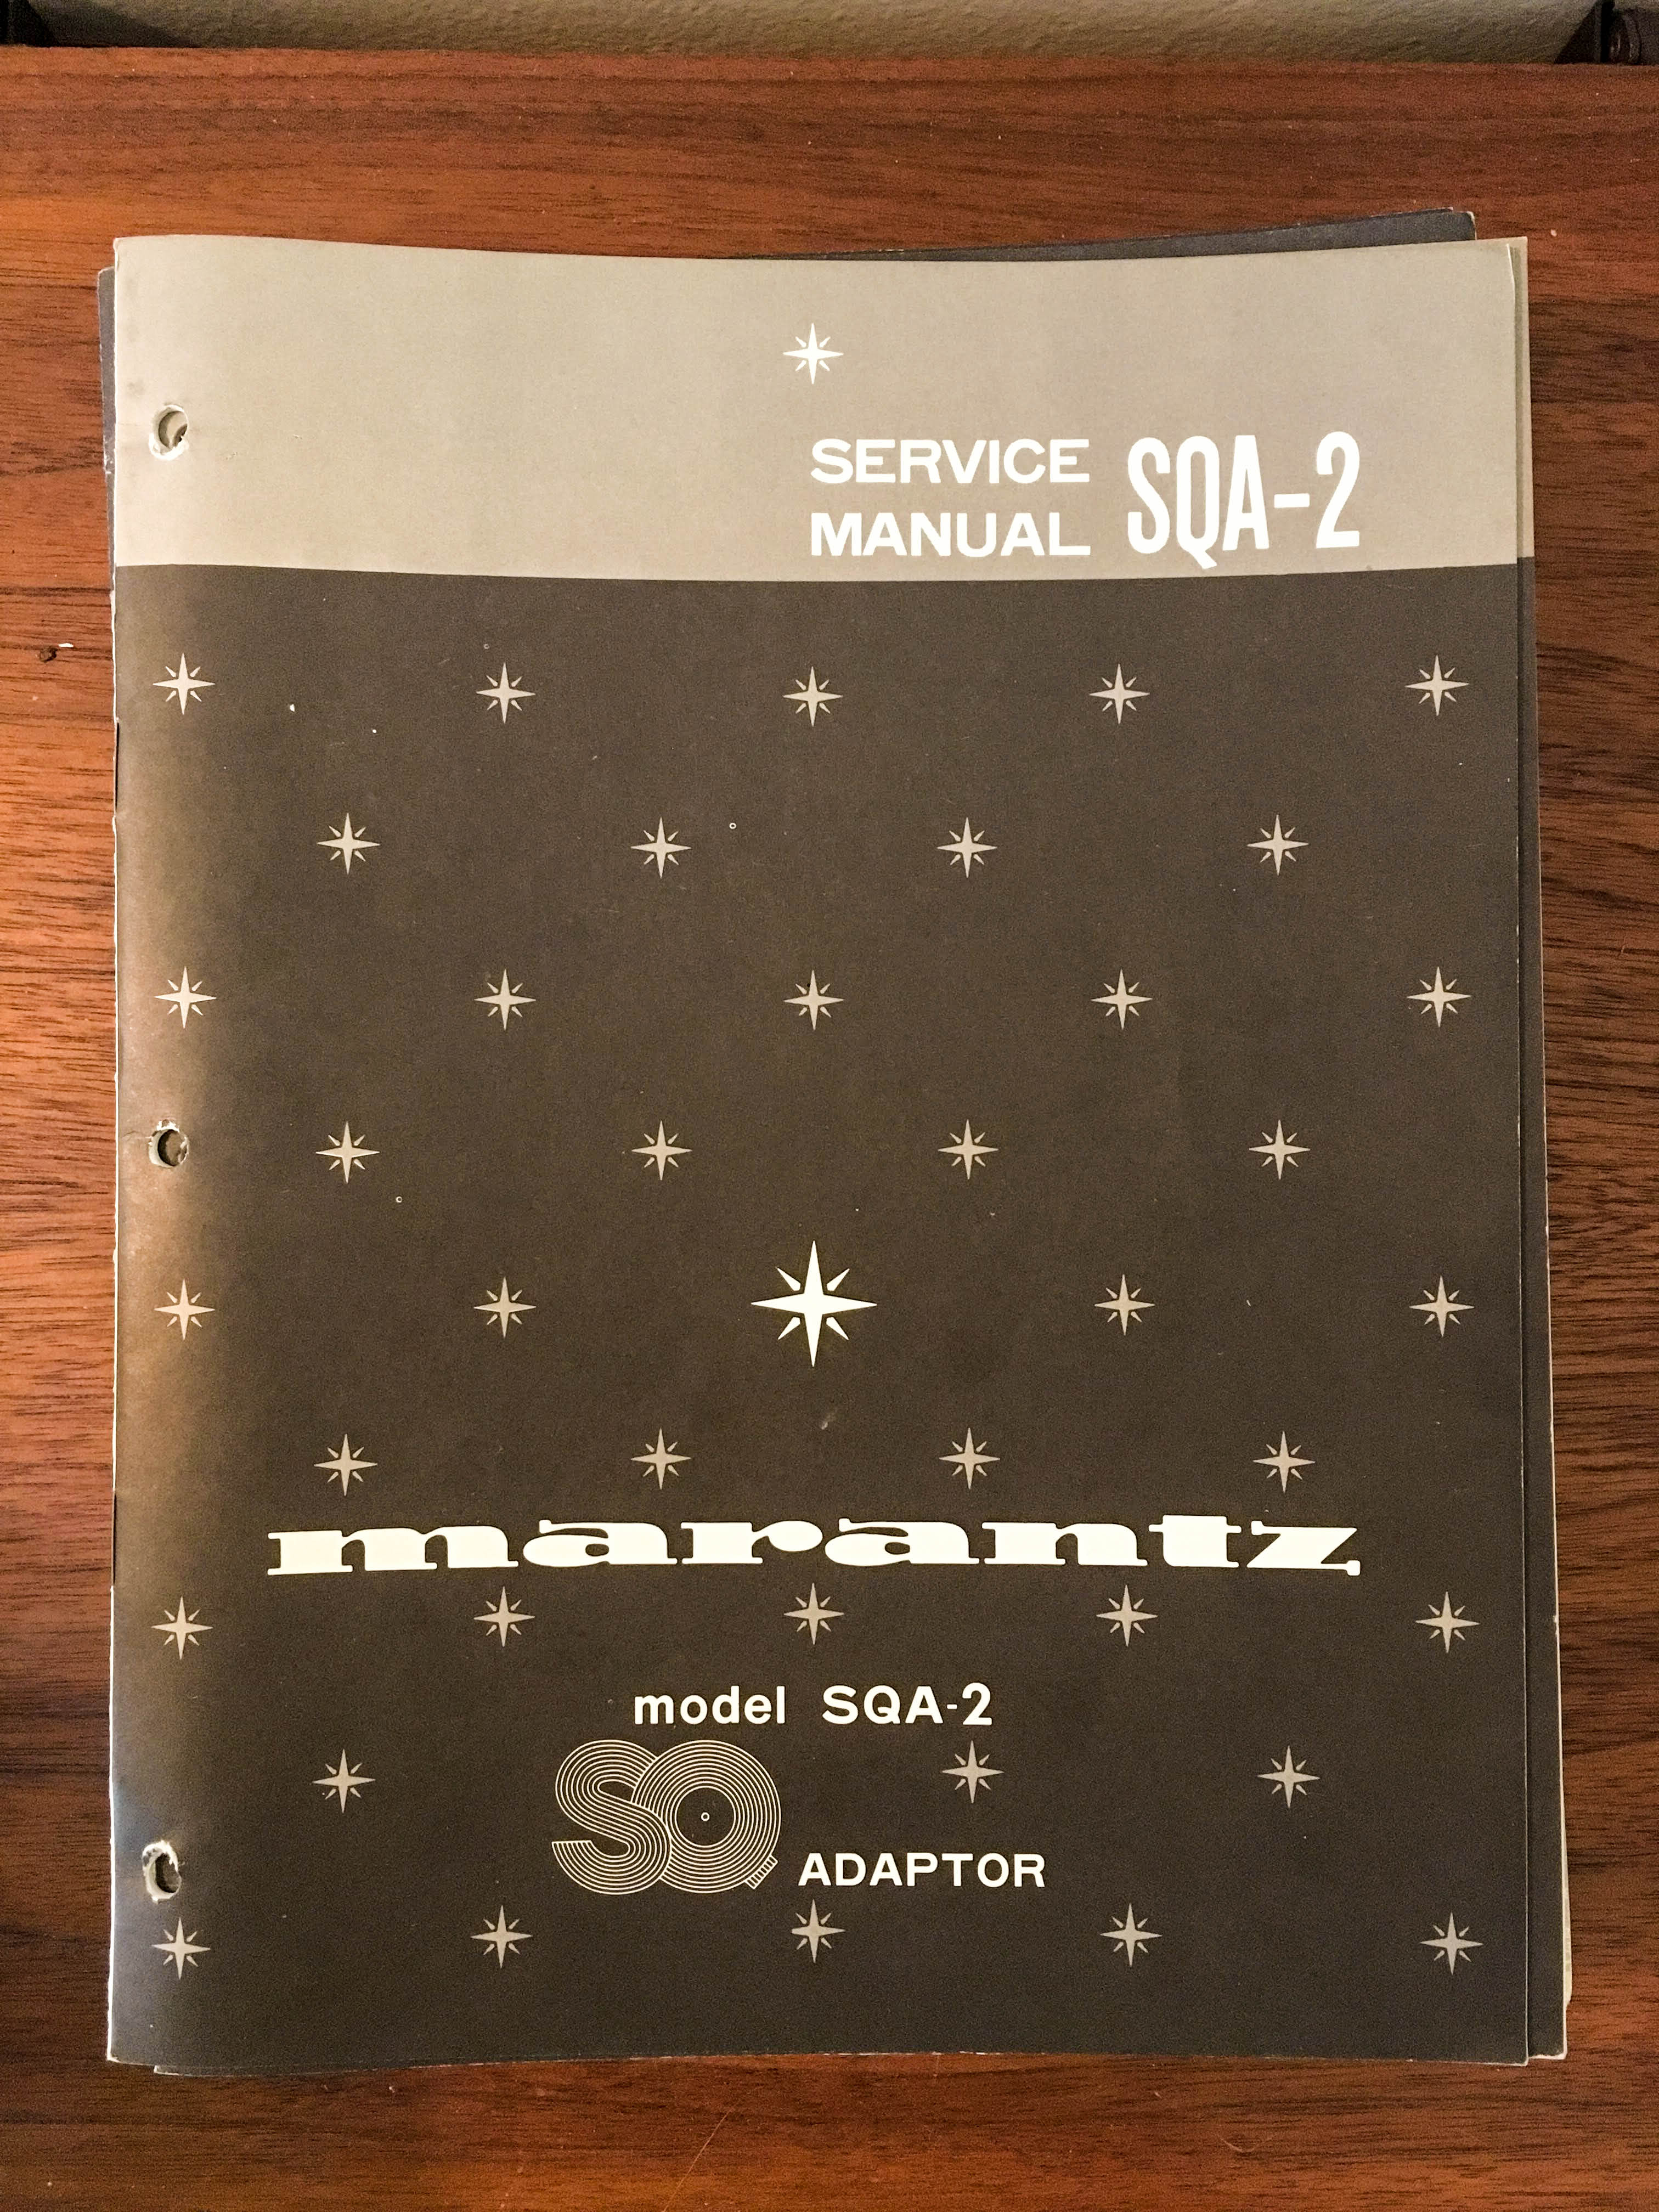 SERVICE
MANUAL SQA-2
marantz
model SQA-2
SQ ADAPTOR